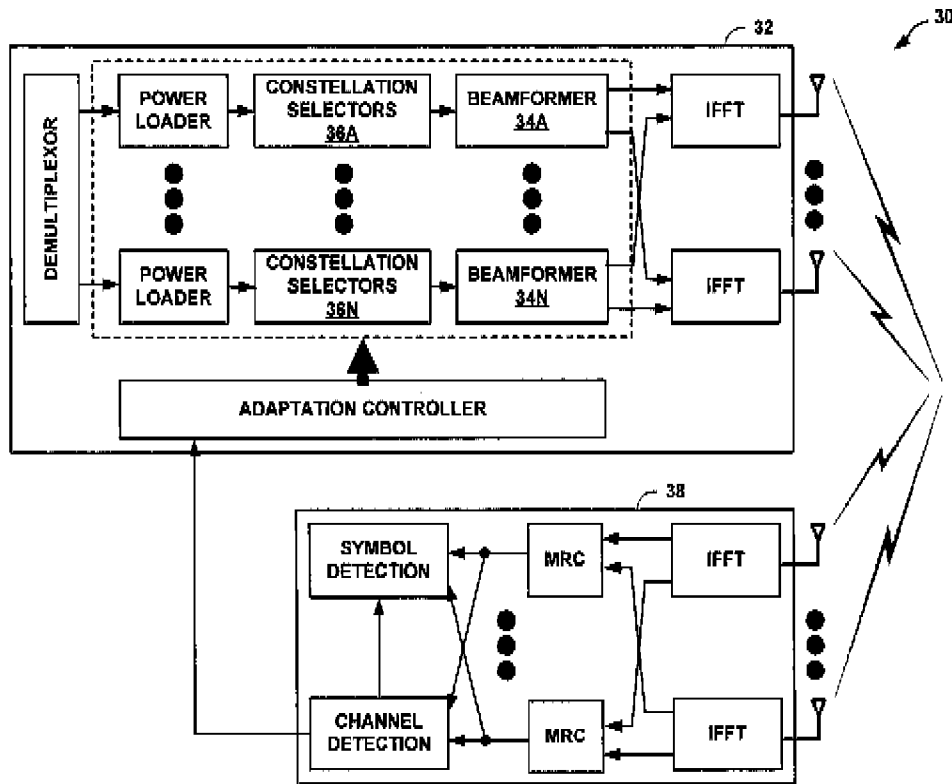 30
32
DEMULTIPLEXOR
POWER
LOADER
CONSTELLATION
SELECTORS
36A
BEAMFORMER
34A
IFFT
POWER
LOADER
CONSTELLATION
SELECTORS
36N
BEAMFORMER
34N
IFFT
ADAPTATION CONTROLLER
38
SYMBOL
DETECTION
MRC
IFFT
CHANNEL
DETECTION
MRC
IFFT